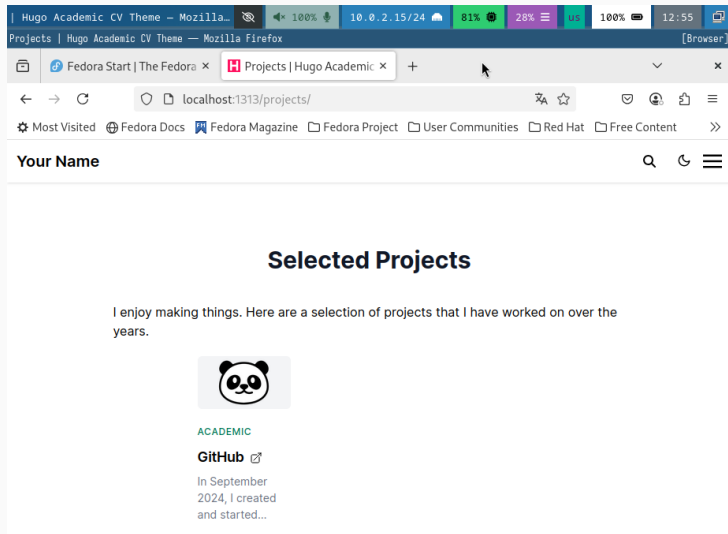 | Hugo Academic CV Theme — Mozilla… 100% 10.0.2.15/24 81% 28% us 100% 12:55
Projects | Hugo Academic CV Theme — Mozilla Firefox [Browser]
Fedora Start | The Fedora × Projects | Hugo Academic × +
localhost:1313/projects/
Most Visited Fedora Docs Fedora Magazine Fedora Project User Communities Red Hat Free Content
Your Name
Selected Projects
I enjoy making things. Here are a selection of projects that I have worked on over the
years.
ACADEMIC
GitHub
In September
2024, I created
and started...